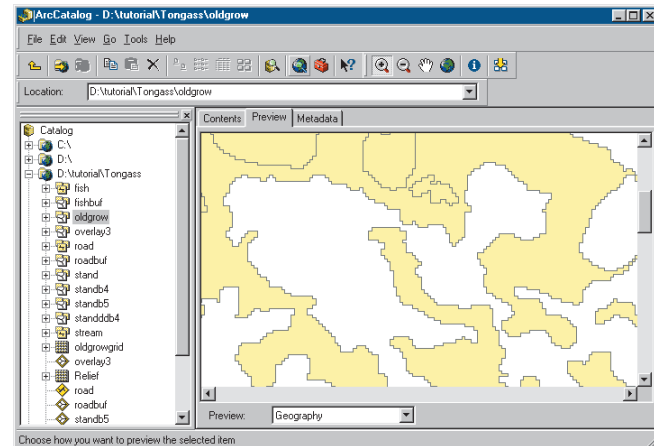 ArcCatalog - D:\tutorial\Tongass\oldgrow
File Edit View Go Tools Help
Location: D:\tutorial\Tongass\oldgrow
Contents Preview Metadata
Catalog
C:\
D:\
D:\tutorial\Tongass
fish
fishbuf
oldgrow
overlay3
road
roadbuf
stand
standb4
standb5
standddb4
stream
oldgrowgrid
overlay3
Relief
road
roadbuf
standb5
Preview: Geography
Choose how you want to preview the selected item